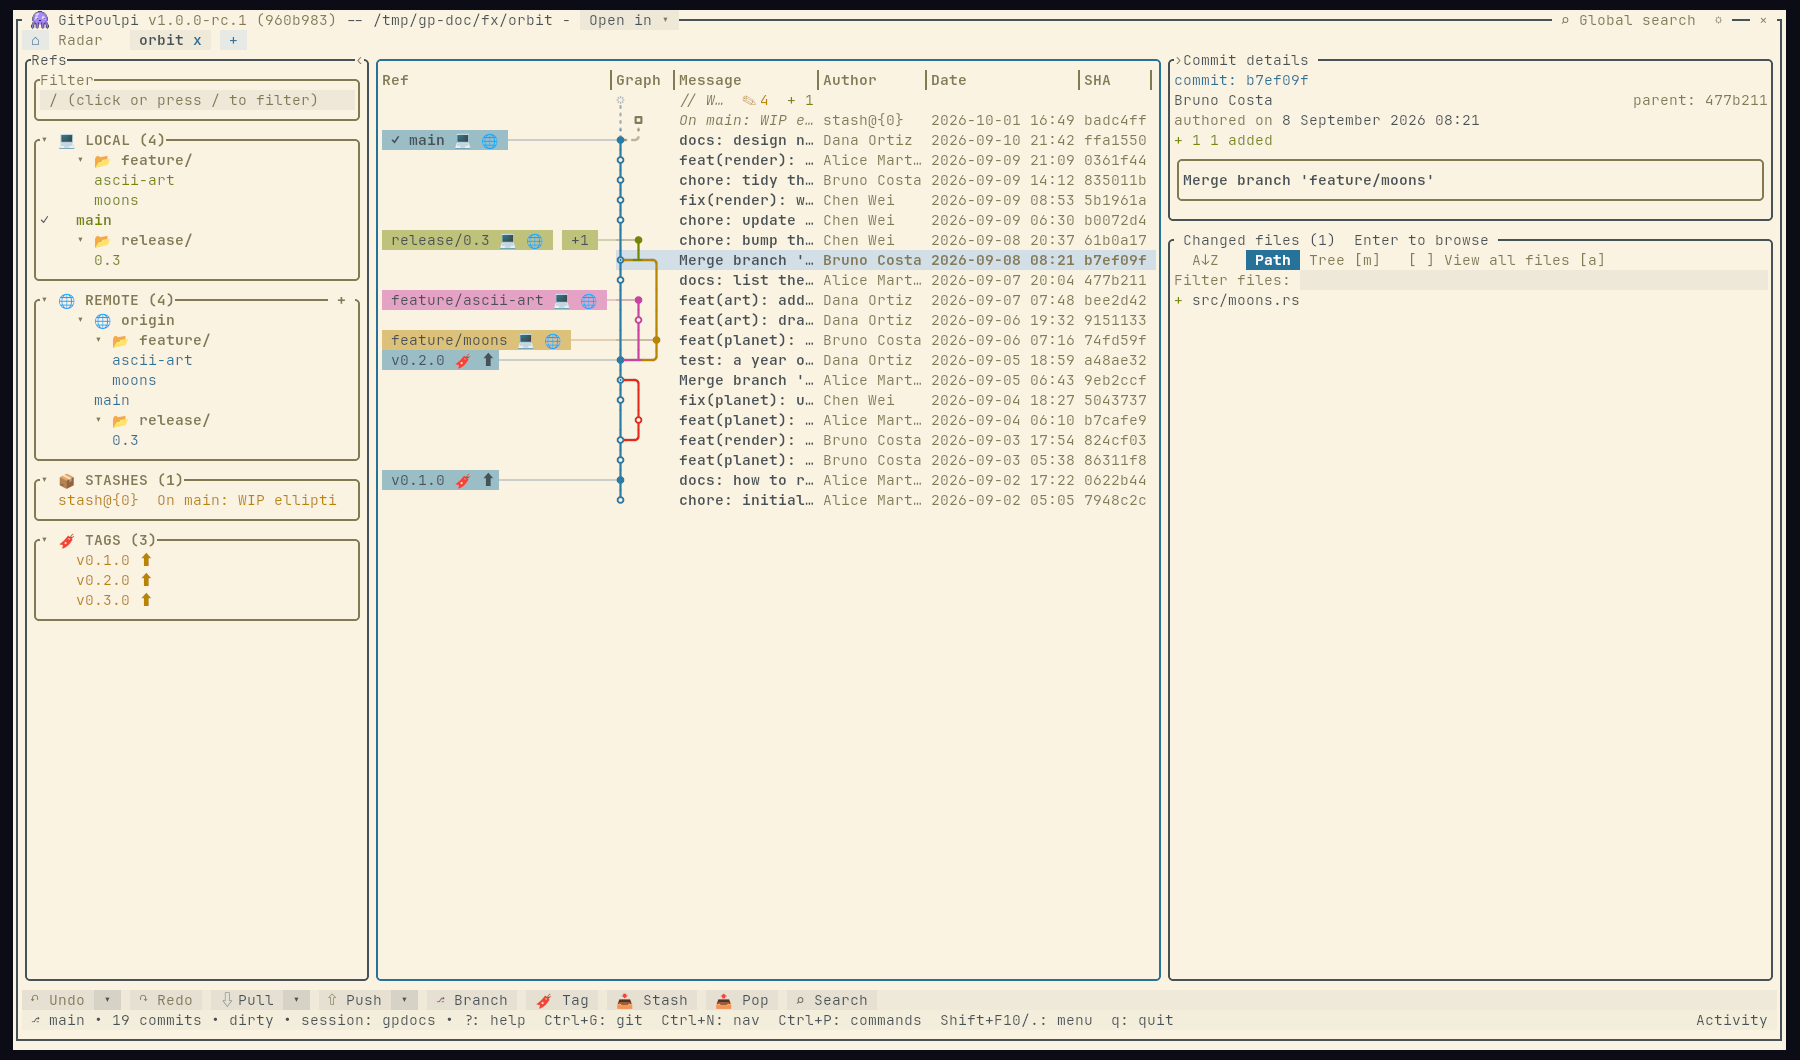 GitPoulpi v1.0.0-rc.1 (960b983) -- /tmp/gp-doc/fx/orbit - Open in ▾ ⌕ Global search ×
⌂ Radar orbit x +
Refs ‹
Filter
/ (click or press / to filter)
▾ LOCAL (4)
▾ feature/
ascii-art
moons
✓ main
▾ release/
0.3
▾ REMOTE (4) +
▾ origin
▾ feature/
ascii-art
moons
main
▾ release/
0.3
▾ STASHES (1)
stash@{0} On main: WIP ellipti
▾ TAGS (3)
v0.1.0 ⬆
v0.2.0 ⬆
v0.3.0 ⬆
Ref Graph Message Author Date SHA
// W… ✎4 + 1
On main: WIP e… stash@{0} 2026-10-01 16:49 badc4ff
✓ main docs: design n… Dana Ortiz 2026-09-10 21:42 ffa1550
feat(render): … Alice Mart… 2026-09-09 21:09 0361f44
chore: tidy th… Bruno Costa 2026-09-09 14:12 835011b
fix(render): w… Chen Wei 2026-09-09 08:53 5b1961a
chore: update … Chen Wei 2026-09-09 06:30 b0072d4
release/0.3 +1 chore: bump th… Chen Wei 2026-09-08 20:37 61b0a17
Merge branch '… Bruno Costa 2026-09-08 08:21 b7ef09f
docs: list the… Alice Mart… 2026-09-07 20:04 477b211
feature/ascii-art feat(art): add… Dana Ortiz 2026-09-07 07:48 bee2d42
feat(art): dra… Dana Ortiz 2026-09-06 19:32 9151133
feature/moons feat(planet): … Bruno Costa 2026-09-06 07:16 74fd59f
v0.2.0 ⬆ test: a year o… Dana Ortiz 2026-09-05 18:59 a48ae32
Merge branch '… Alice Mart… 2026-09-05 06:43 9eb2ccf
fix(planet): u… Chen Wei 2026-09-04 18:27 5043737
feat(planet): … Alice Mart… 2026-09-04 06:10 b7cafe9
feat(render): … Bruno Costa 2026-09-03 17:54 824cf03
feat(planet): … Bruno Costa 2026-09-03 05:38 86311f8
v0.1.0 ⬆ docs: how to r… Alice Mart… 2026-09-02 17:22 0622b44
chore: initial… Alice Mart… 2026-09-02 05:05 7948c2c
›Commit details
commit: b7ef09f
Bruno Costa parent: 477b211
authored on 8 September 2026 08:21
+ 1 1 added
Merge branch 'feature/moons'
Changed files (1) Enter to browse
A↓Z Path Tree [m] [ ] View all files [a]
Filter files:
+ src/moons.rs
Undo ▾ Redo Pull ▾ Push ▾ Branch Tag Stash Pop Search
main • 19 commits • dirty • session: gpdocs • ?: help Ctrl+G: git Ctrl+N: nav Ctrl+P: commands Shift+F10/.: menu q: quit Activity